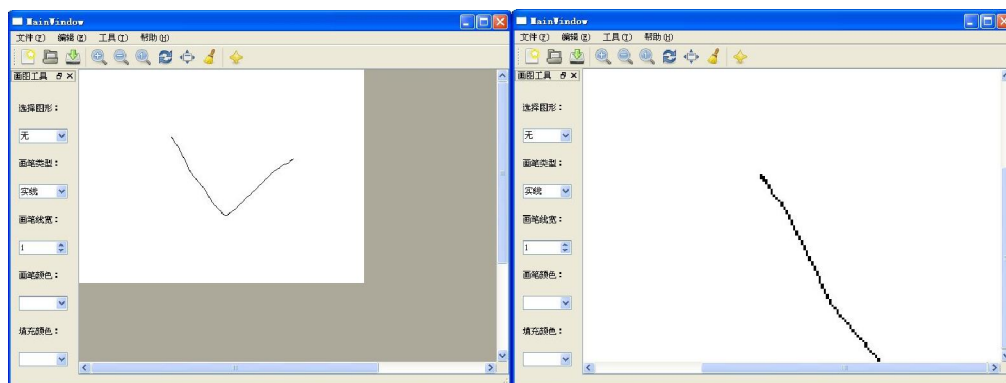 MainWindow
文件(F) 编辑(E) 工具(T) 帮助(H)
画图工具
选择图形：
无
画笔类型：
实线
画笔线宽：
1
画笔颜色：
填充颜色：
MainWindow
文件(F) 编辑(E) 工具(T) 帮助(H)
画图工具
选择图形：
无
画笔类型：
实线
画笔线宽：
1
画笔颜色：
填充颜色：